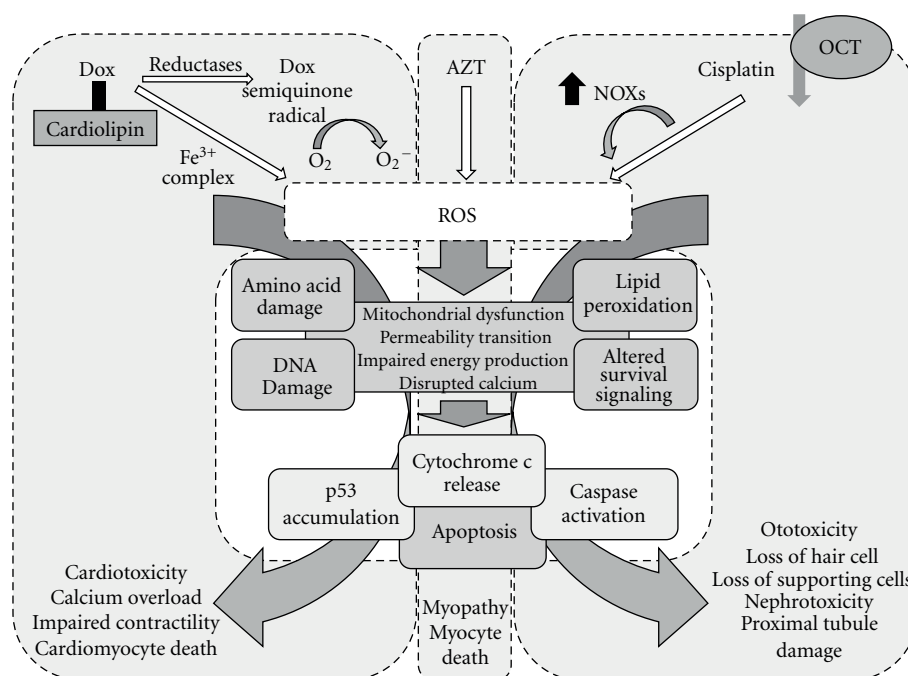 OCT
Dox
Reductases
Dox
semiquinone
radical
AZT
Cisplatin
NOXs
Cardiolipin
O₂
O₂⁻
Fe³⁺
complex
ROS
Amino acid
damage
Lipid
peroxidation
Mitochondrial dysfunction
Permeability transition
Impaired energy production
Disrupted calcium
DNA
Damage
Altered
survival
signaling
Cytochrome c
release
p53
accumulation
Caspase
activation
Apoptosis
Cardiotoxicity
Calcium overload
Impaired contractility
Cardiomyocyte death
Myopathy
Myocyte
death
Ototoxicity
Loss of hair cell
Loss of supporting cells
Nephrotoxicity
Proximal tubule
damage